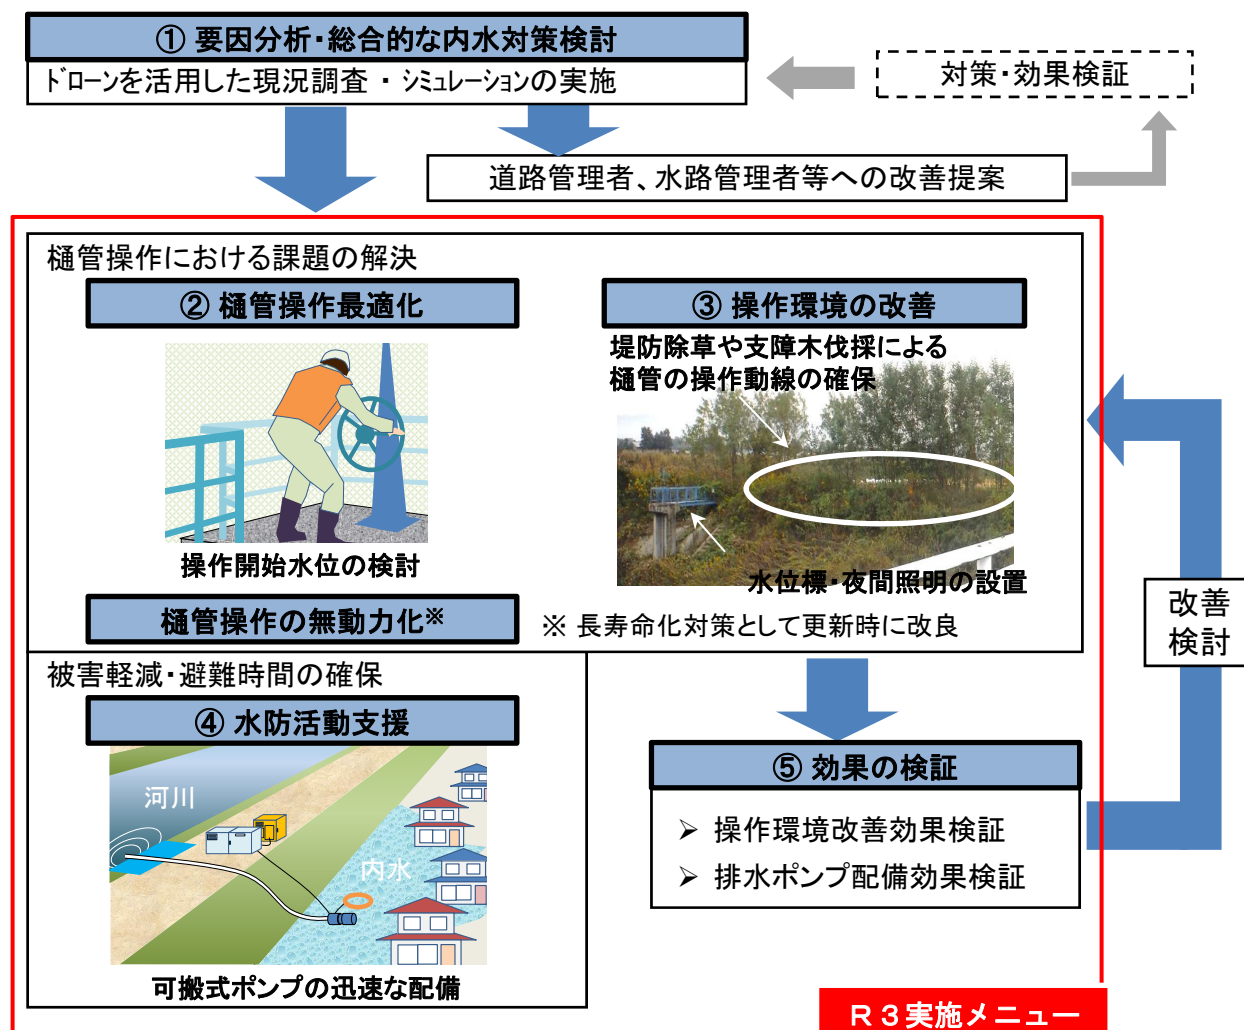 ① 要因分析・総合的な内水対策検討
ドローンを活用した現況調査 ・ シミュレーションの実施
対策・効果検証
道路管理者、水路管理者等への改善提案
樋管操作における課題の解決
② 樋管操作最適化
操作開始水位の検討
樋管操作の無動力化※
③ 操作環境の改善
堤防除草や支障木伐採による
樋管の操作動線の確保
水位標・夜間照明の設置
※ 長寿命化対策として更新時に改良
被害軽減・避難時間の確保
④ 水防活動支援
河川
内水
可搬式ポンプの迅速な配備
⑤ 効果の検証
➢ 操作環境改善効果検証
➢ 排水ポンプ配備効果検証
改善
検討
Ｒ３実施メニュー